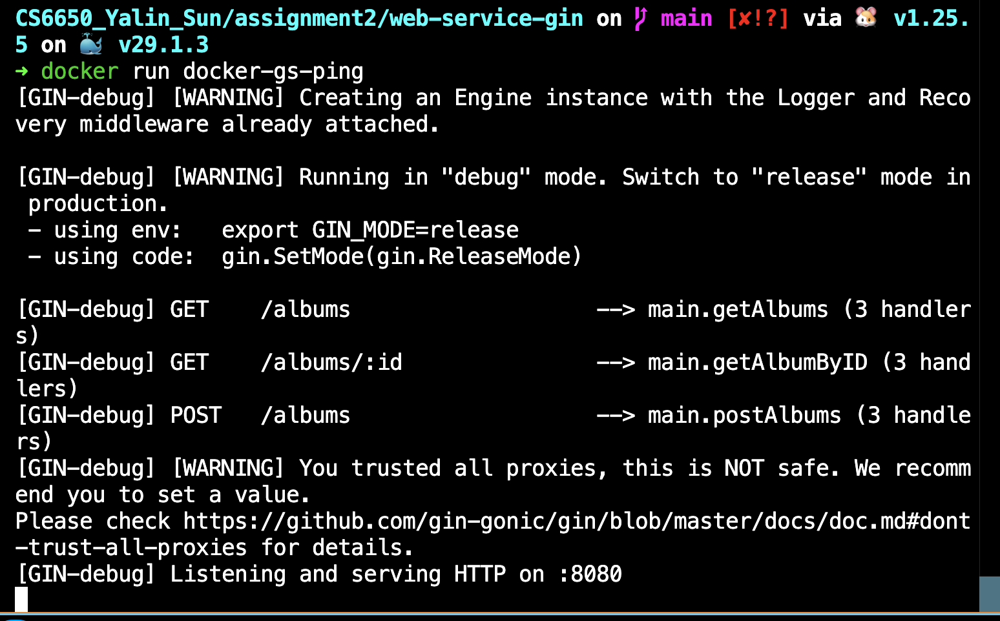 CS6650_Yalin_Sun/assignment2/web-service-gin on  main [✘!?] via 🐹 v1.25.
5 on 🐳 v29.1.3
➜ docker run docker-gs-ping
[GIN-debug] [WARNING] Creating an Engine instance with the Logger and Reco
very middleware already attached.

[GIN-debug] [WARNING] Running in "debug" mode. Switch to "release" mode in
 production.
 - using env:   export GIN_MODE=release
 - using code:  gin.SetMode(gin.ReleaseMode)

[GIN-debug] GET    /albums                   --> main.getAlbums (3 handler
s)
[GIN-debug] GET    /albums/:id               --> main.getAlbumByID (3 hand
lers)
[GIN-debug] POST   /albums                   --> main.postAlbums (3 handle
rs)
[GIN-debug] [WARNING] You trusted all proxies, this is NOT safe. We recomm
end you to set a value.
Please check https://github.com/gin-gonic/gin/blob/master/docs/doc.md#dont
-trust-all-proxies for details.
[GIN-debug] Listening and serving HTTP on :8080